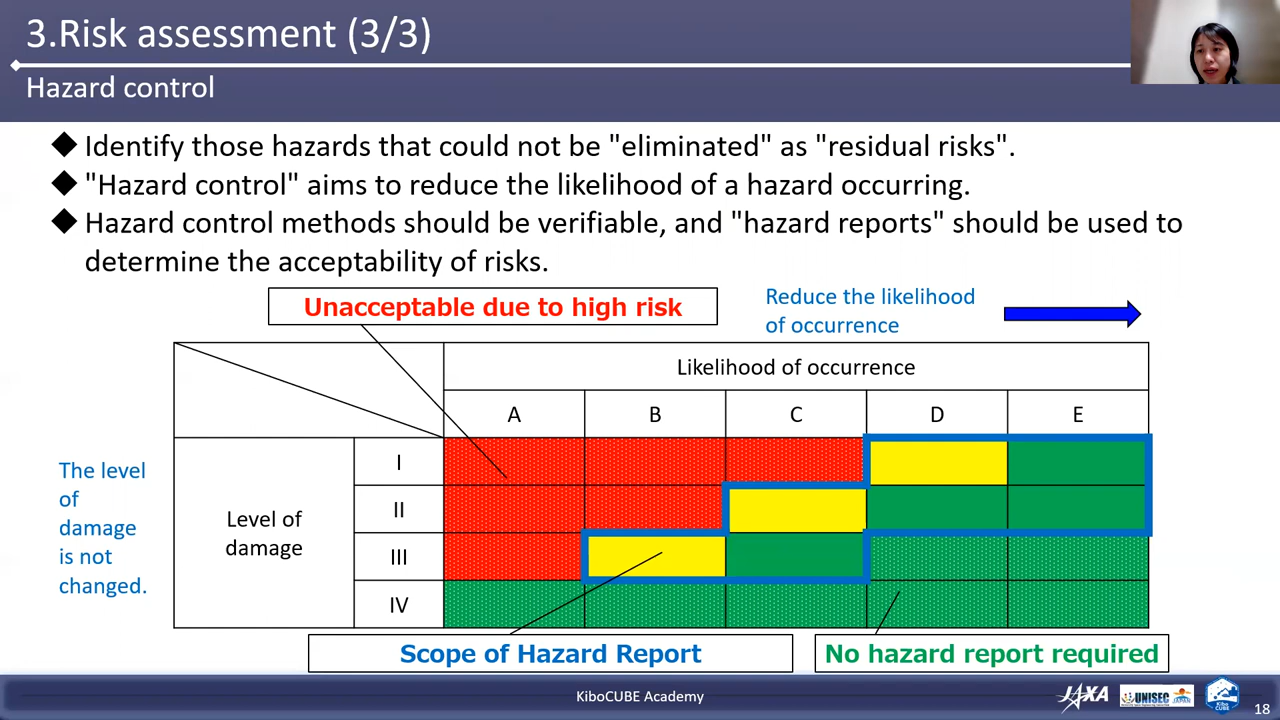 3.Risk assessment (3/3)
Hazard control
◆ Identify those hazards that could not be "eliminated" as "residual risks".
◆ "Hazard control" aims to reduce the likelihood of a hazard occurring.
◆ Hazard control methods should be verifiable, and "hazard reports" should be used to
determine the acceptability of risks.
Unacceptable due to high risk
Reduce the likelihood
of occurrence
Likelihood of occurrence
A B C D E
The level
of
damage
is not
changed.
Level of
damage
I
II
III
IV
Scope of Hazard Report
No hazard report required
KiboCUBE Academy
JAXA
UNISEC
JAPAN
Kibo
CUBE
18